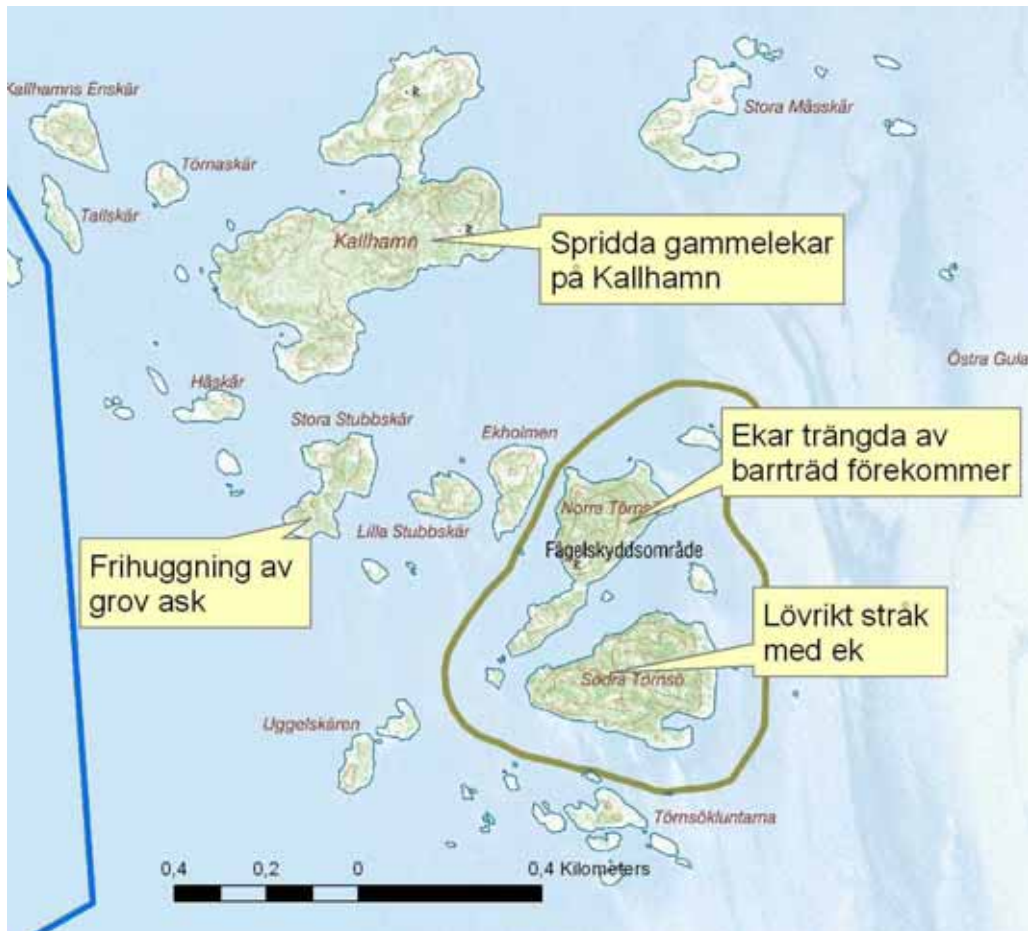 Kallhamns Enskär
Stora Måsskär
Törnaskär
Tallskär
Kallhamn
Spridda gammelekar
på Kallhamn
Östra Gula
Håskär
Stora Stubbskär
Ekholmen
Ekar trängda av
barrträd förekommer
Norra Törns
Lilla Stubbskär
Fågelskyddsområde
Frihuggning av
grov ask
Lövrikt stråk
med ek
Södra Törnsö
Uggelskären
Törnsökluntarna
0,4 0,2 0 0,4 Kilometers